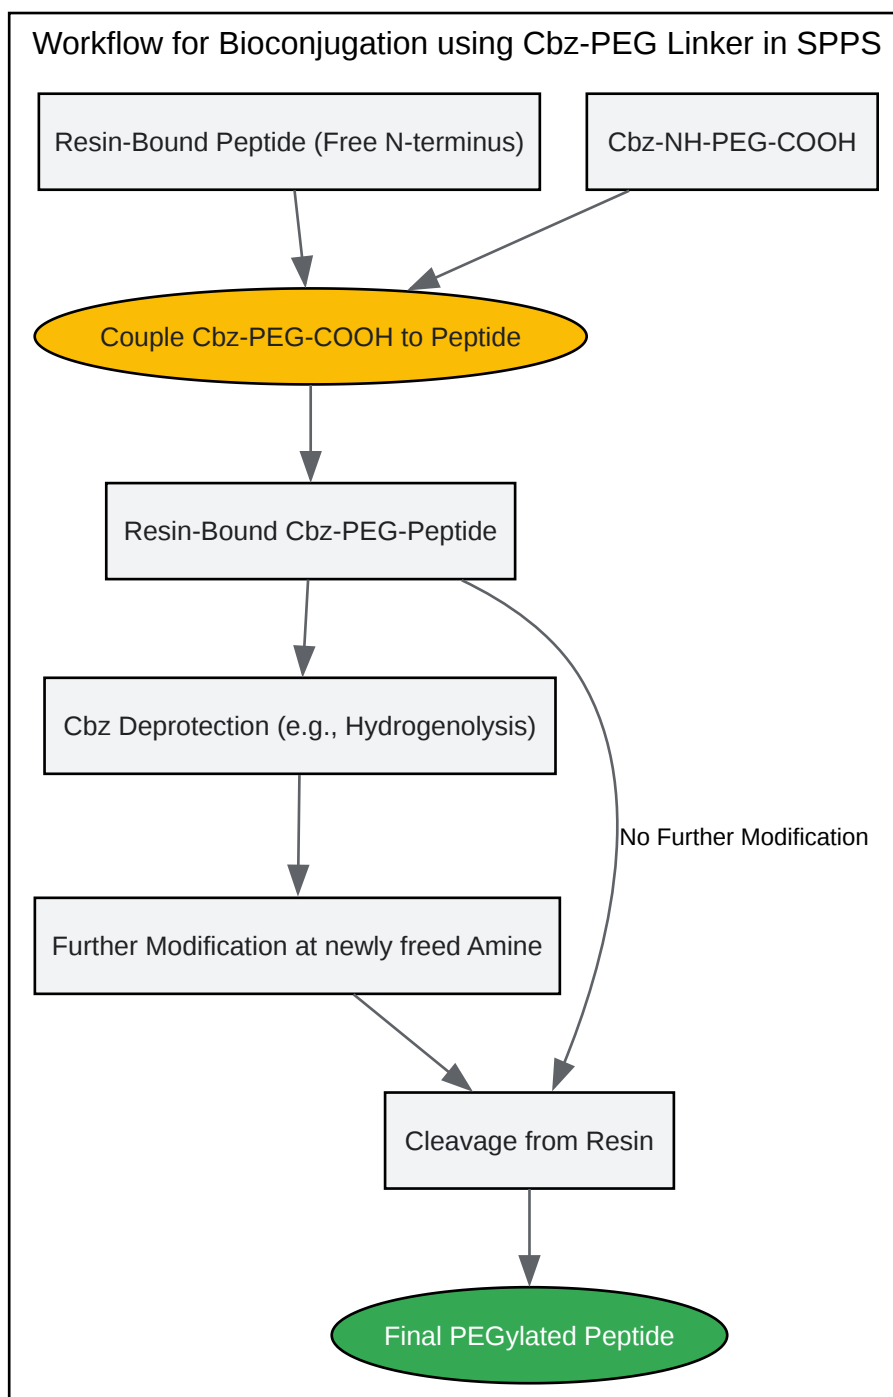 Workflow for Bioconjugation using Cbz-PEG Linker in SPPS
Resin-Bound Peptide (Free N-terminus)
Cbz-NH-PEG-COOH
Couple Cbz-PEG-COOH to Peptide
Resin-Bound Cbz-PEG-Peptide
Cbz Deprotection (e.g., Hydrogenolysis)
No Further Modification
Further Modification at newly freed Amine
Cleavage from Resin
Final PEGylated Peptide